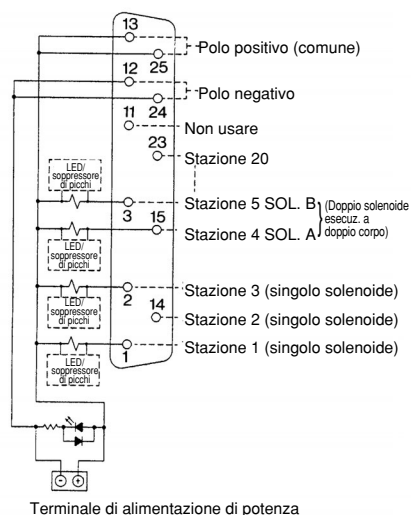 13
Polo positivo (comune)
25
12
Polo negativo
24
11
Non usare
23
Stazione 20
LED/
soppressore
di picchi
Stazione 5 SOL. B
(Doppio solenoide
esecuz. a
doppio corpo)
3
15
Stazione 4 SOL. A
LED/
soppressore
di picchi
Stazione 3 (singolo solenoide)
LED/
soppressore
di picchi
2
14
Stazione 2 (singolo solenoide)
Stazione 1 (singolo solenoide)
1
LED/
soppressore
di picchi
- +
Terminale di alimentazione di potenza